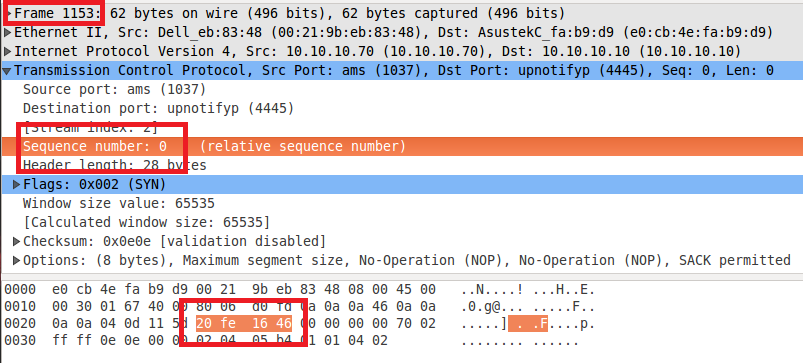 Frame 1153: 62 bytes on wire (496 bits), 62 bytes captured (496 bits)
Ethernet II, Src: Dell_eb:83:48 (00:21:9b:eb:83:48), Dst: AsustekC_fa:b9:d9 (e0:cb:4e:fa:b9:d9)
Internet Protocol Version 4, Src: 10.10.10.70 (10.10.10.70), Dst: 10.10.10.10 (10.10.10.10)
Transmission Control Protocol, Src Port: ams (1037), Dst Port: upnotifyp (4445), Seq: 0, Len: 0
Source port: ams (1037)
Destination port: upnotifyp (4445)
[Stream index: 2]
Sequence number: 0 (relative sequence number)
Header length: 28 bytes
Flags: 0x002 (SYN)
Window size value: 65535
[Calculated window size: 65535]
Checksum: 0x0e0e [validation disabled]
Options: (8 bytes), Maximum segment size, No-Operation (NOP), No-Operation (NOP), SACK permitted
0000 e0 cb 4e fa b9 d9 00 21 9b eb 83 48 08 00 45 00 ..N....! ...H..E.
0010 00 30 01 67 40 00 80 06 d0 fd 0a 0a 0a 46 0a 0a .0.g@... .....F..
0020 0a 0a 04 0d 11 5d 20 fe 16 46 00 00 00 00 70 02 .....] . .F....p.
0030 ff ff 0e 0e 00 00 02 04 05 b4 01 01 04 02 ........ ......